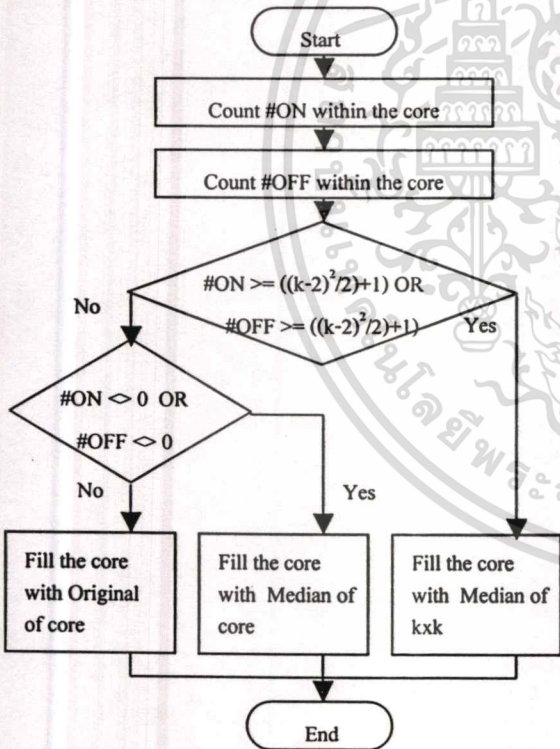 Start
Count #ON within the core
Count #OFF within the core
#ON >= ((k-2)²/2)+1) OR
#OFF >= ((k-2)²/2)+1)
No
Yes
#ON <> 0 OR
#OFF <> 0
No
Yes
Fill the core
with Original
of core
Fill the core
with Median of
core
Fill the core
with Median of
kxk
End